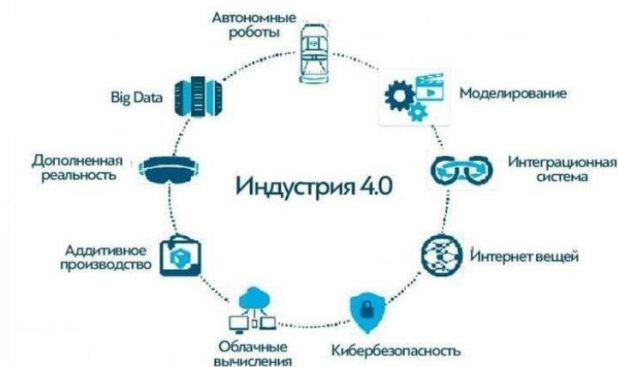 Автономные
роботы
Big Data
Моделирование
Дополненная
реальность
Интеграционная
система
Индустрия 4.0
Аддитивное
производство
Интернет вещей
Облачные
вычисления
Кибербезопасность